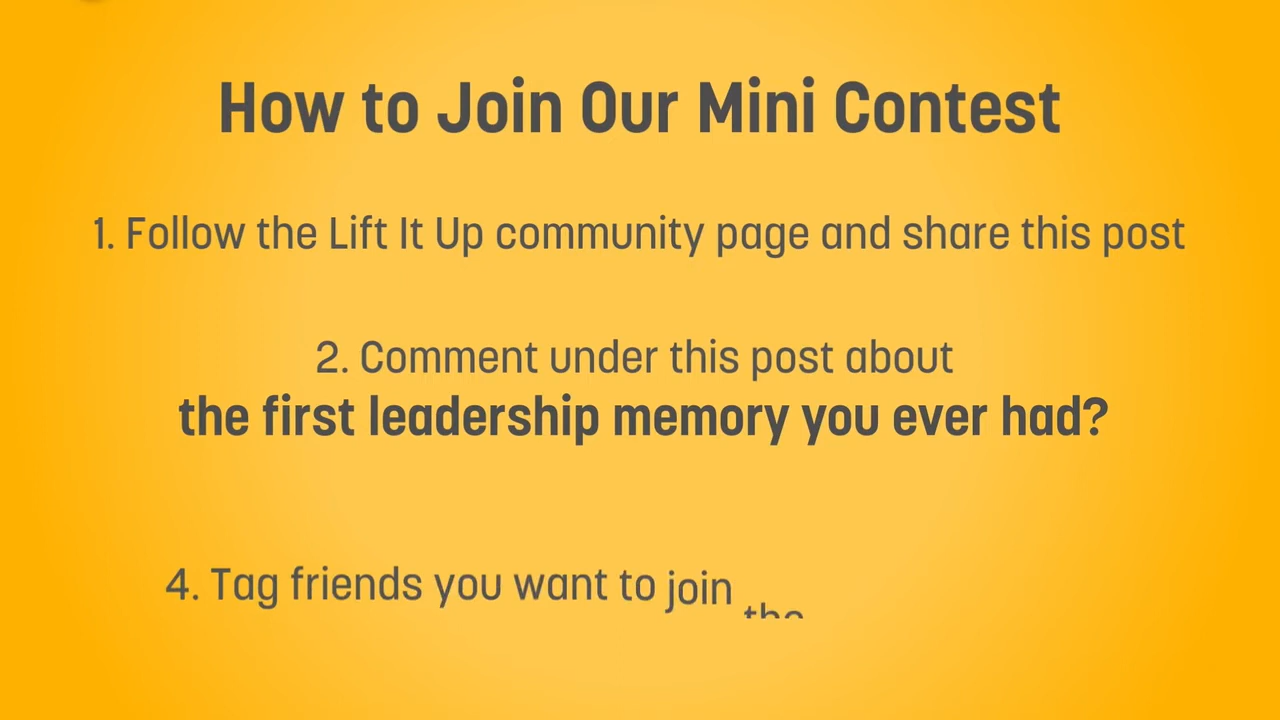 How to Join Our Mini Contest
1. Follow the Lift It Up community page and share this post
2. Comment under this post about
the first leadership memory you ever had?
4. Tag friends you want to join the